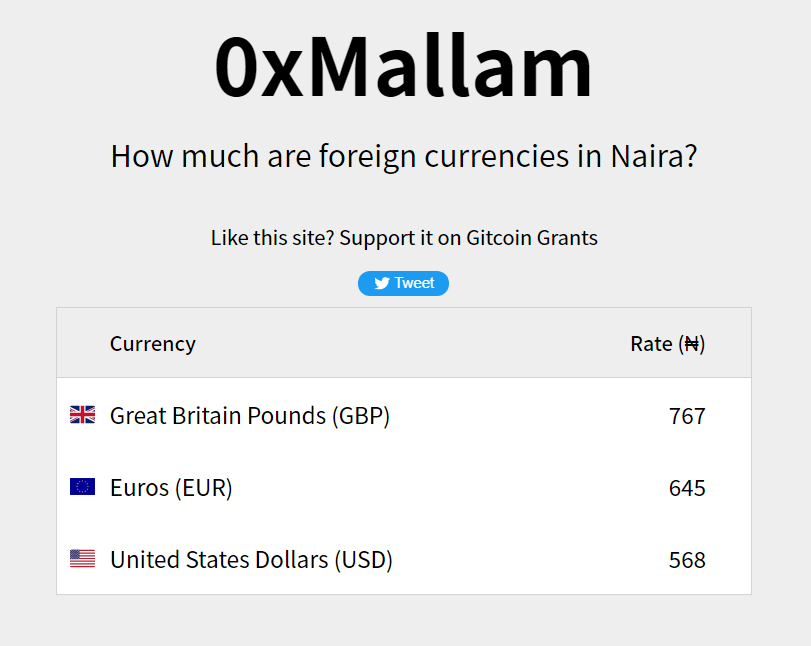 0xMallam
How much are foreign currencies in Naira?
Like this site? Support it on Gitcoin Grants
Tweet
Currency Rate (₦)
Great Britain Pounds (GBP) 767
Euros (EUR) 645
United States Dollars (USD) 568